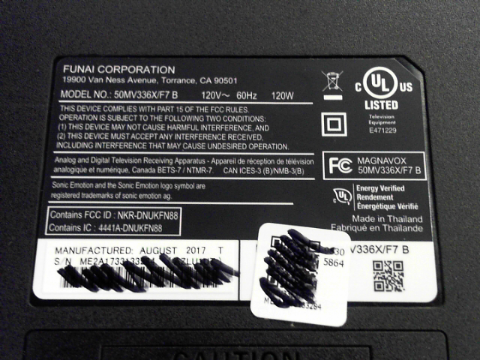 FUNAI CORPORATION
19900 Van Ness Avenue, Torrance, CA 90501
MODEL NO.: 50MV336X/F7 B 120V~ 60Hz 120W
THIS DEVICE COMPLIES WITH PART 15 OF THE FCC RULES.
OPERATION IS SUBJECT TO THE FOLLOWING TWO CONDITIONS:
(1) THIS DEVICE MAY NOT CAUSE HARMFUL INTERFERENCE, AND
(2) THIS DEVICE MUST ACCEPT ANY INTERFERENCE RECEIVED,
INCLUDING INTERFERENCE THAT MAY CAUSE UNDESIRED OPERATION.
Analog and Digital Television Receiving Apparatus - Appareil de réception de télévision
analogique et numérique, Canada BETS-7 / NTMR-7. CAN ICES-3 (B)/NMB-3(B)
Sonic Emotion and the Sonic Emotion logo symbol are
registered trademarks of sonic emotion ag.
Contains FCC ID : NKR-DNUKFN88
Contains IC : 4441A-DNUKFN88
MANUFACTURED: AUGUST 2017 T
S/N ME2A1733
C UL US
LISTED
Television
Equipment
E471229
FC MAGNAVOX
50MV336X/F7 B
UL Energy Verified
Rendement
Énergétique Vérifié
Made in Thailand
Fabriqué en Thaïlande
V336X/F7 B
5864
CAUTION